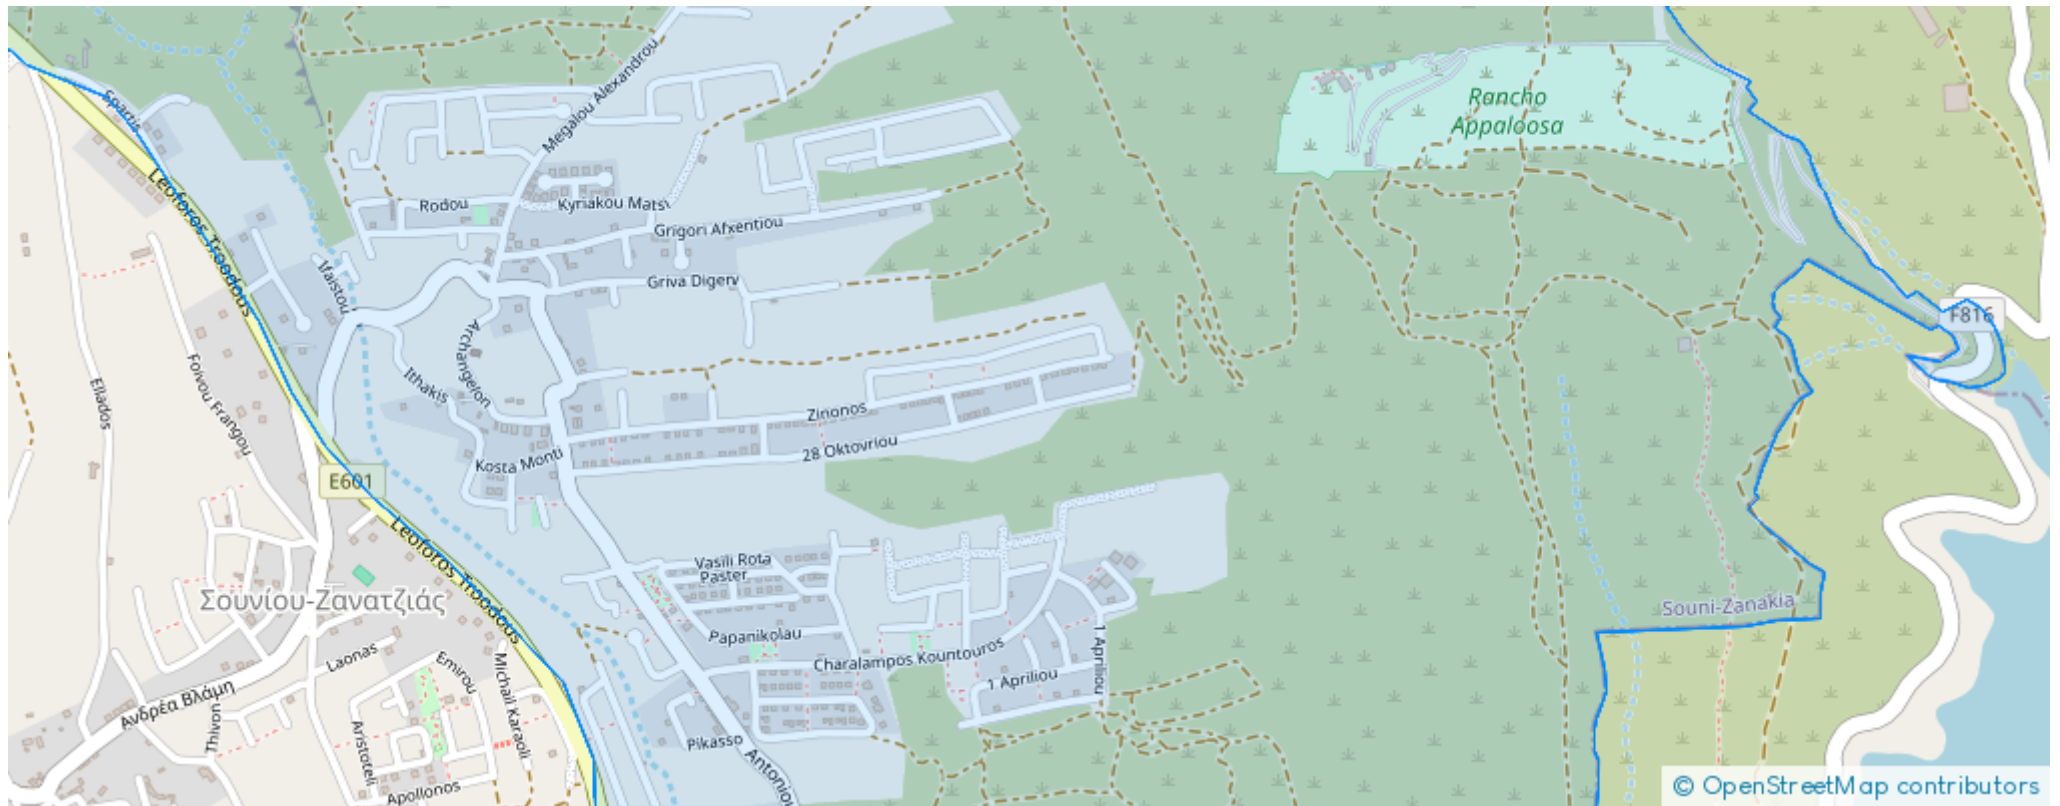 Spartis
Megalou Alexandrou
Rancho
Appaloosa
Leoforos Troodous
Rodou
Kyriakou Matsi
Grigori Afxentiou
Ifaistou
Griva Digeni
F816
Archangelon
Foivou Frangou
Ellados
Ithakis
Zinonos
28 Oktovriou
Kosta Monti
E601
Leoforos Troodous
Vasili Rota
Paster
Σουνίου-Ζανατζιάς
Souni-Zanakia
Papanikolau
Charalampos Kountouros
1 Apriliou
1 Apriliou
Laonas
Emirou
Michail Karaoli
Ανδρέα Βλάμη
Thivon
Aristoteli
Pikasso
Antoniou
Apollonos
© OpenStreetMap contributors